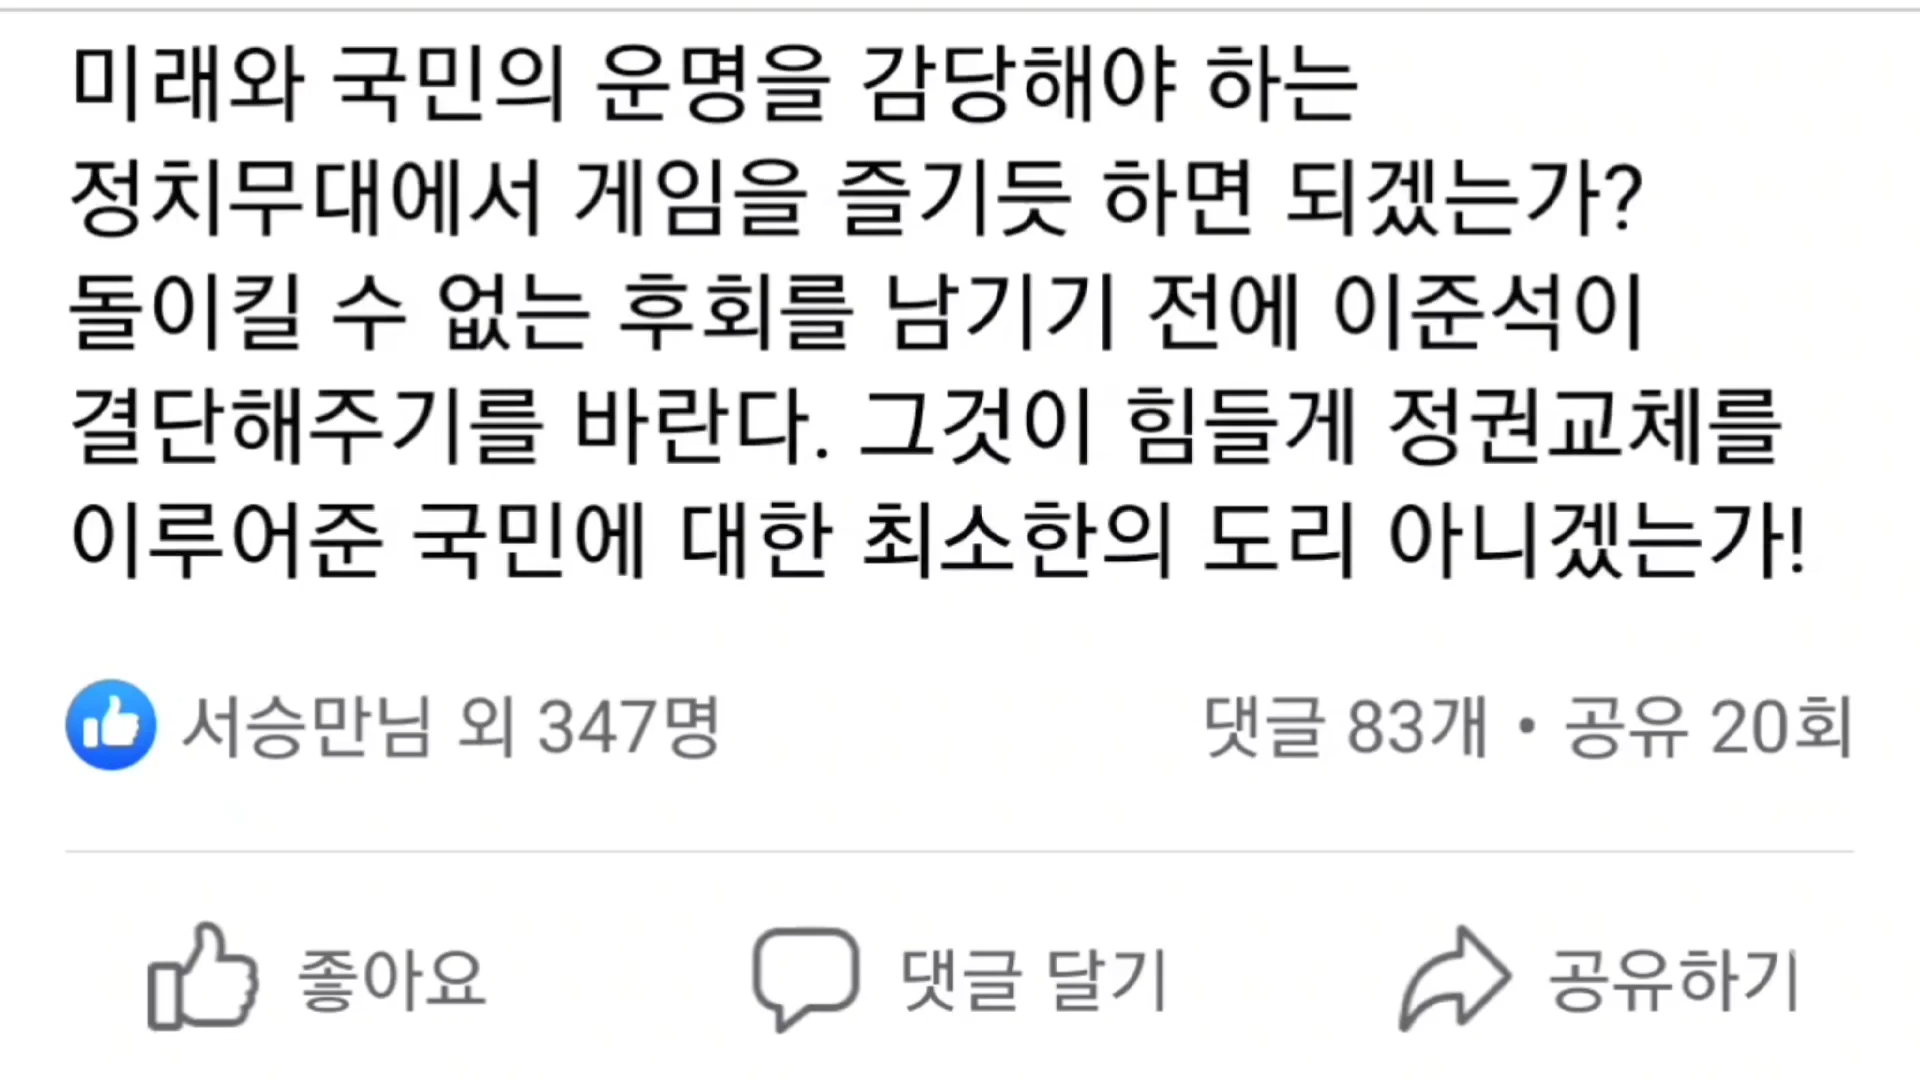 미래와 국민의 운명을 감당해야 하는
정치무대에서 게임을 즐기듯 하면 되겠는가?
돌이킬 수 없는 후회를 남기기 전에 이준석이
결단해주기를 바란다. 그것이 힘들게 정권교체를
이루어준 국민에 대한 최소한의 도리 아니겠는가!
서승만님 외 347명
댓글 83개 • 공유 20회
좋아요
댓글 달기
공유하기